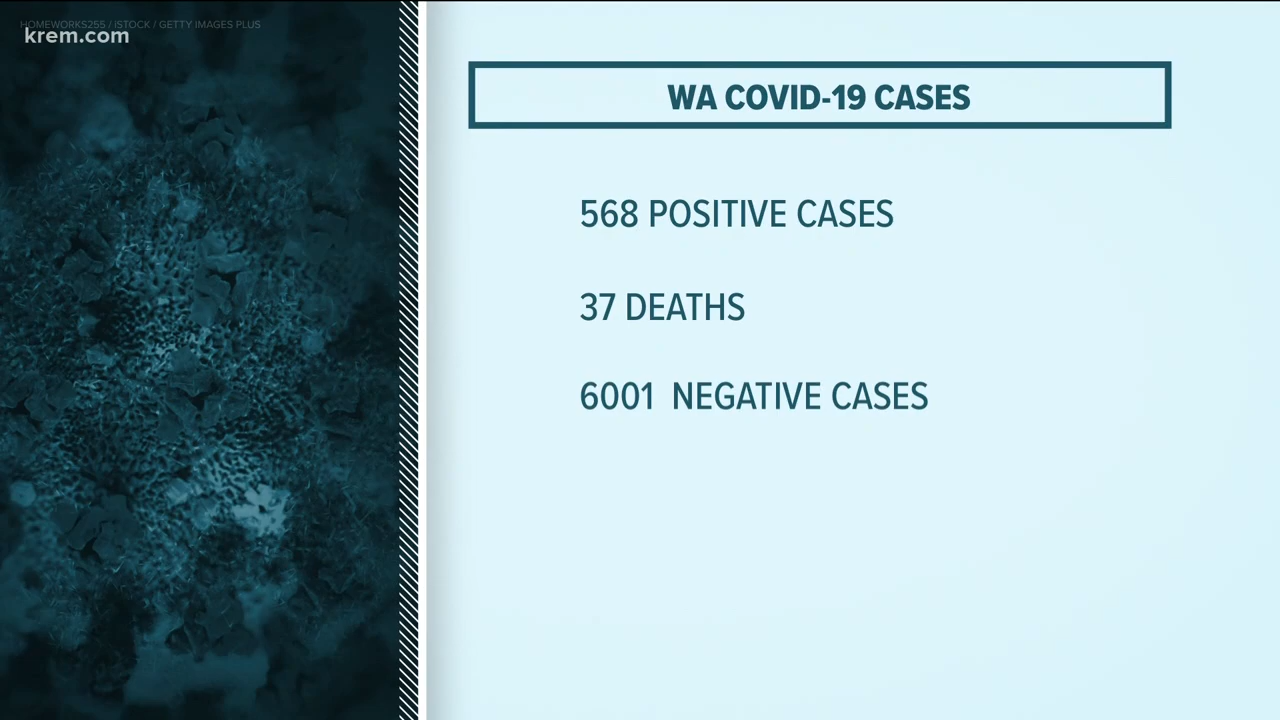 HOMEWORKS255 / iSTOCK / GETTY IMAGES PLUS
krem.com
WA COVID-19 CASES
568 POSITIVE CASES
37 DEATHS
6001 NEGATIVE CASES